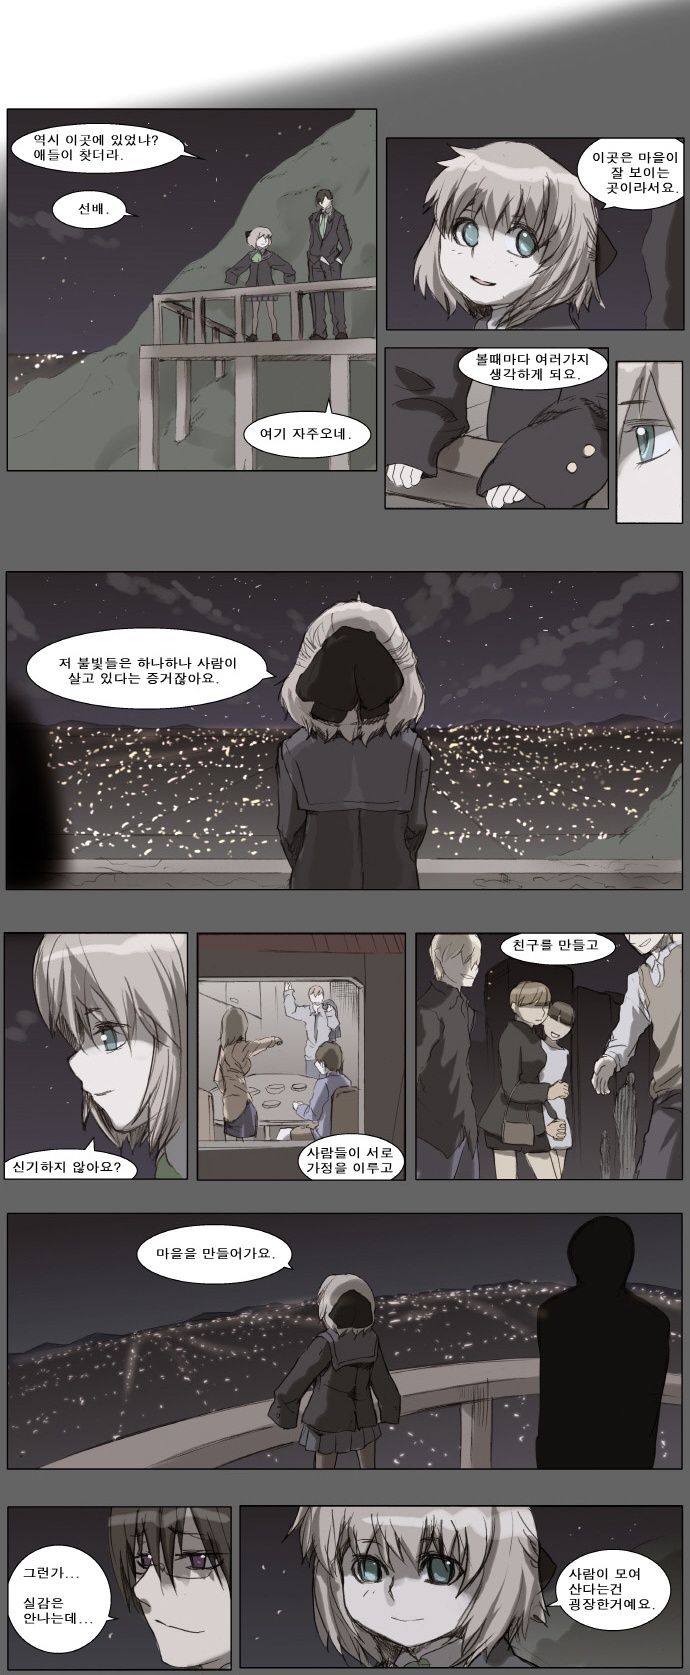 역시 이곳에 있었냐?
애들이 찾더라.
선배.
여기 자주오네.
이곳은 마을이
잘 보이는
곳이라서요.
볼때마다 여러가지
생각하게 되요.
저 불빛들은 하나하나 사람이
살고 있다는 증거잖아요.
신기하지 않아요?
사람들이 서로
가정을 이루고
친구를 만들고
마을을 만들어가요.
그런가...
실감은
안나는데...
사람이 모여
산다는건
굉장한거예요.